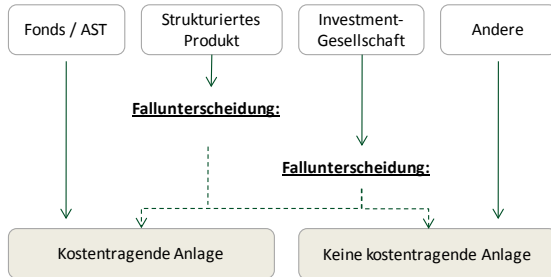 Fonds / AST
Strukturiertes
Produkt
Investment-
Gesellschaft
Andere
Fallunterscheidung:
Fallunterscheidung:
Kostentragende Anlage
Keine kostentragende Anlage